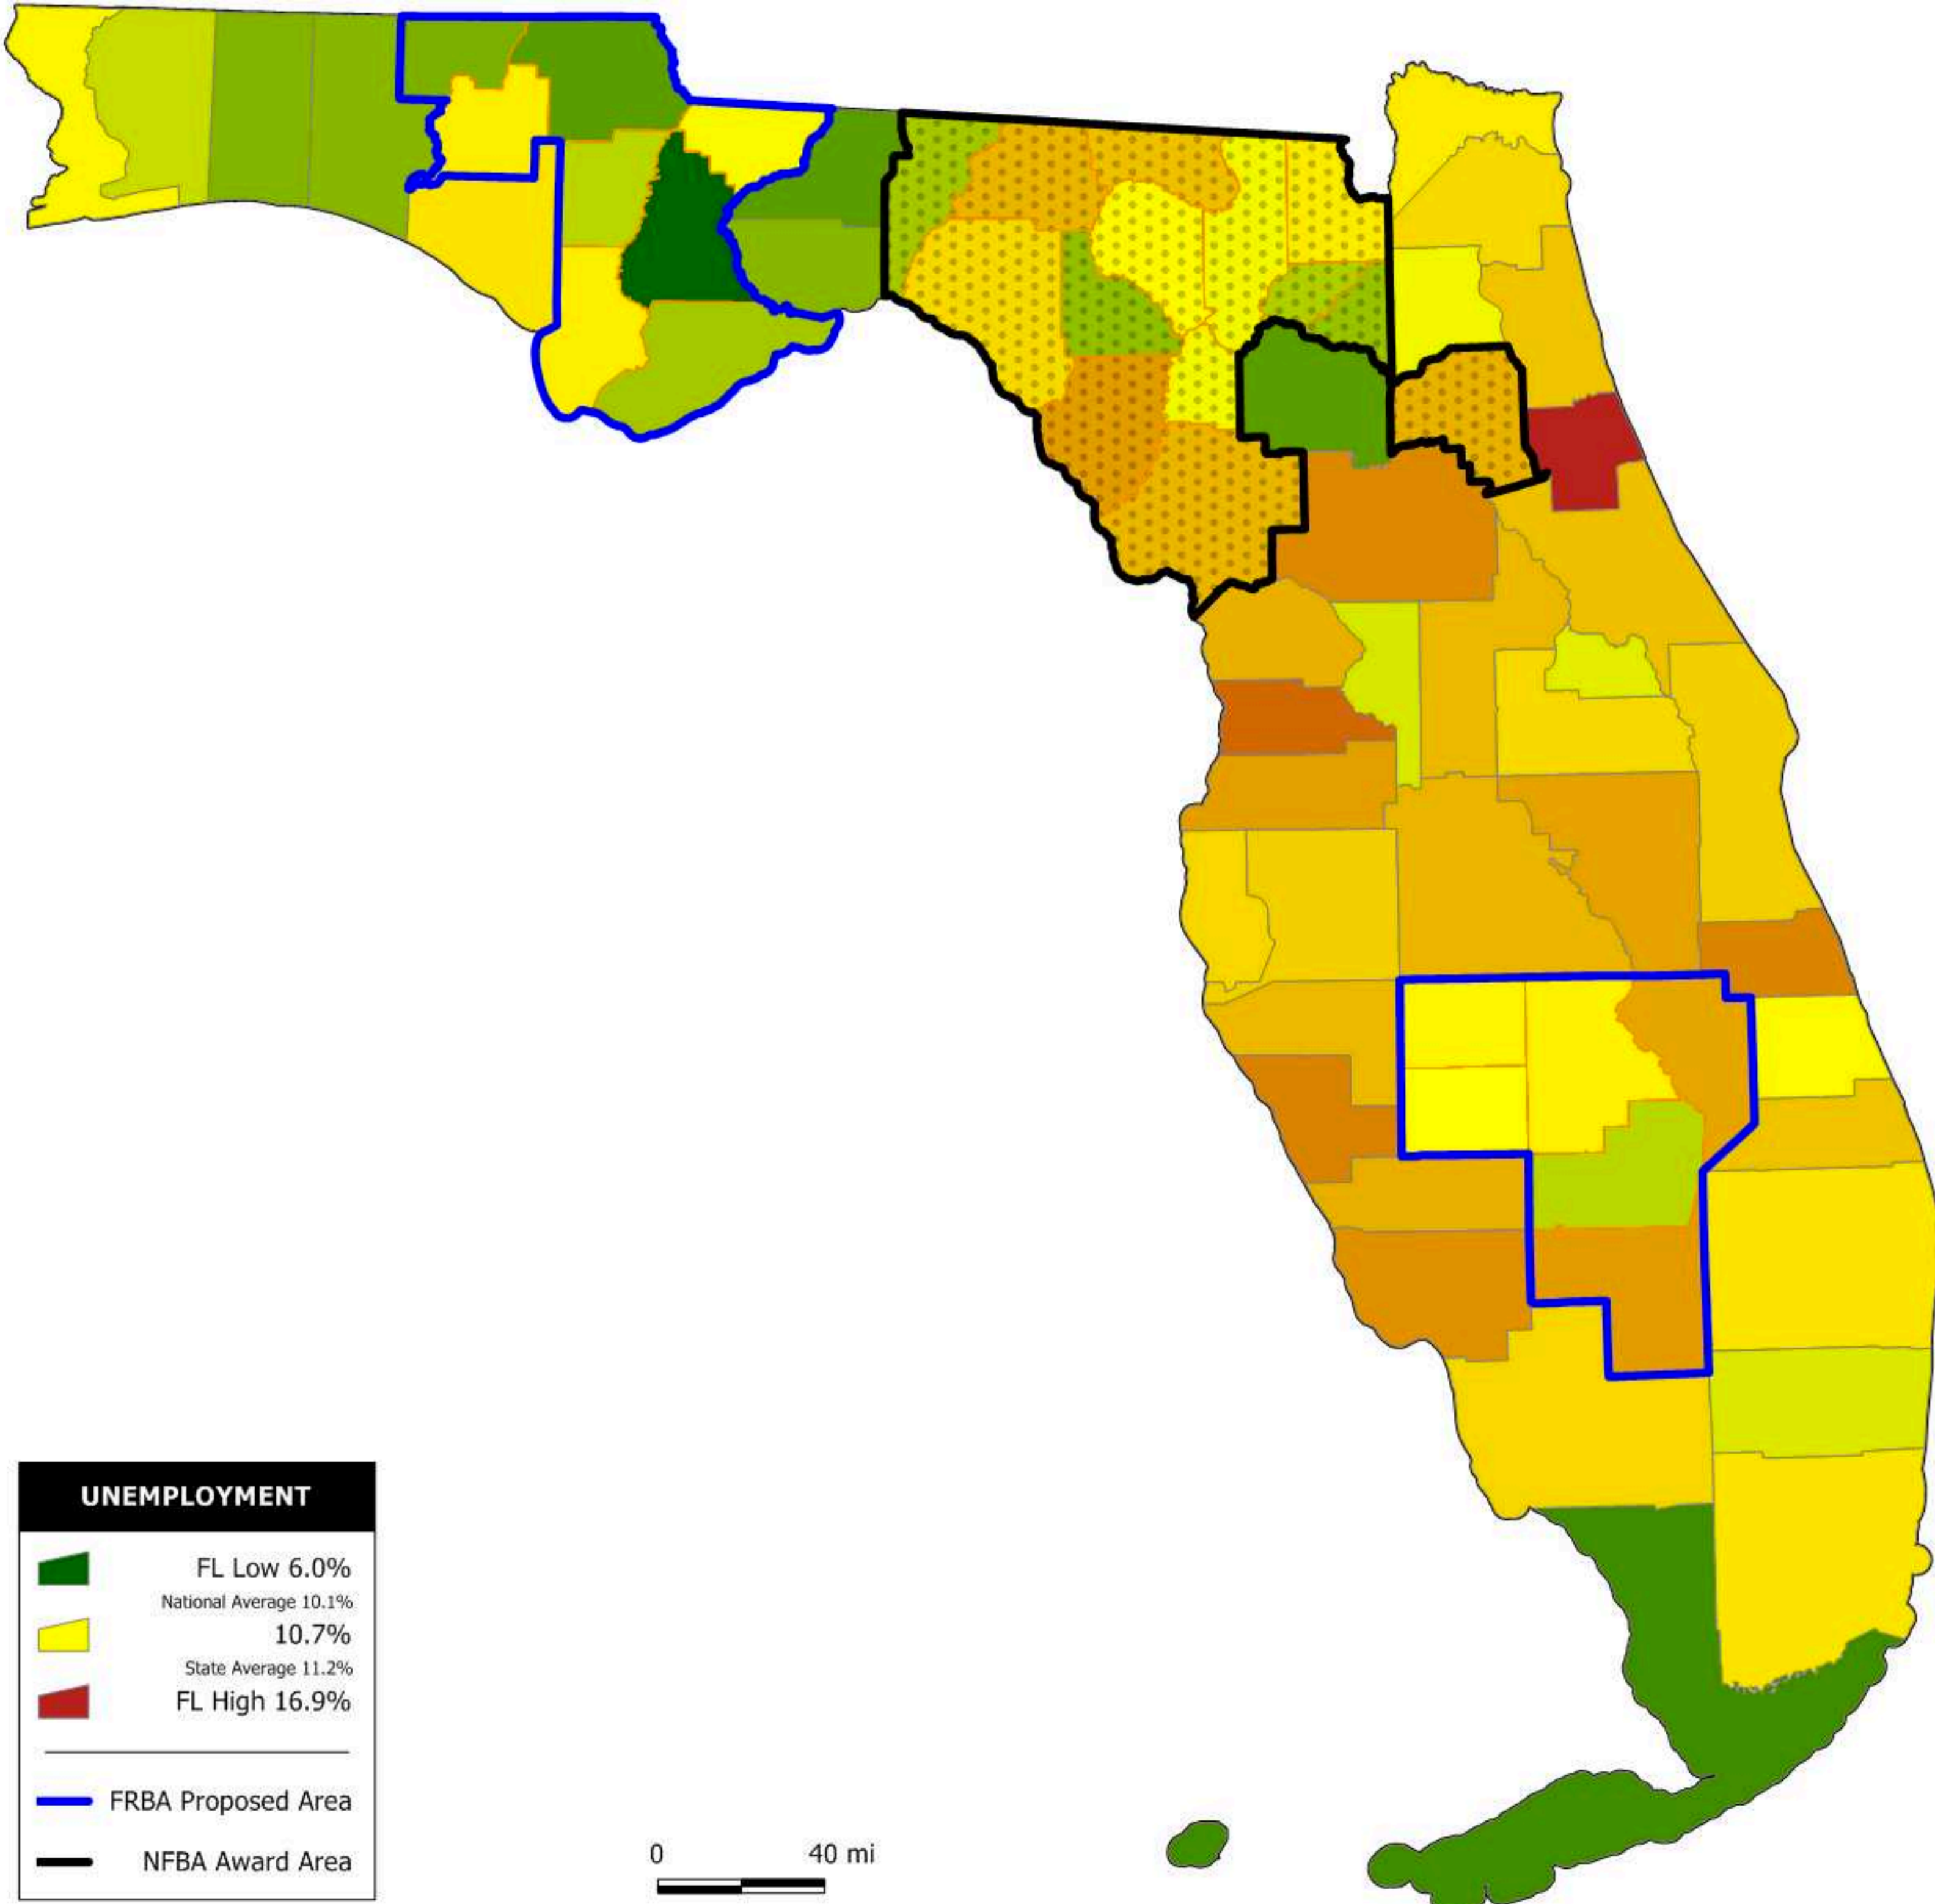 UNEMPLOYMENT
FL Low 6.0%
National Average 10.1%
10.7%
State Average 11.2%
FL High 16.9%
FRBA Proposed Area
NFBA Award Area
0 40 mi